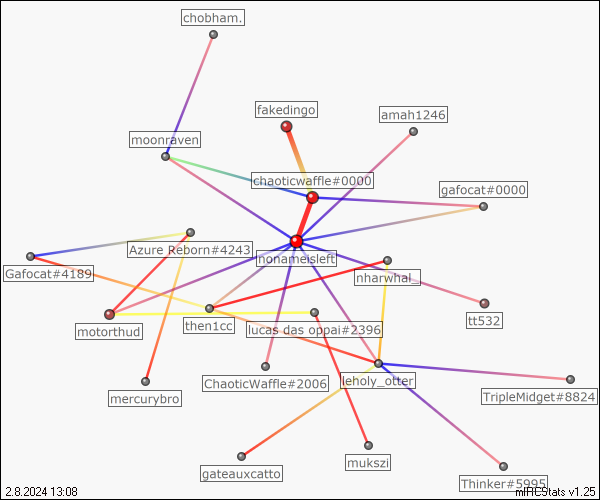 chobham.
fakedingo
amah1246
moonraven
chaoticwaffle#0000
gafocat#0000
Azure_Reborn#4243
nonameisleft
Gafocat#4189
nharwhal_
tt532
motorthud
then1cc
lucas das oppai#2396
ChaoticWaffle#2006
leholy_otter
mercurybro
TripleMidget#8824
gateauxcatto
mukszi
Thinker#5995
2.8.2024 13:08
mIRCStats v1.25